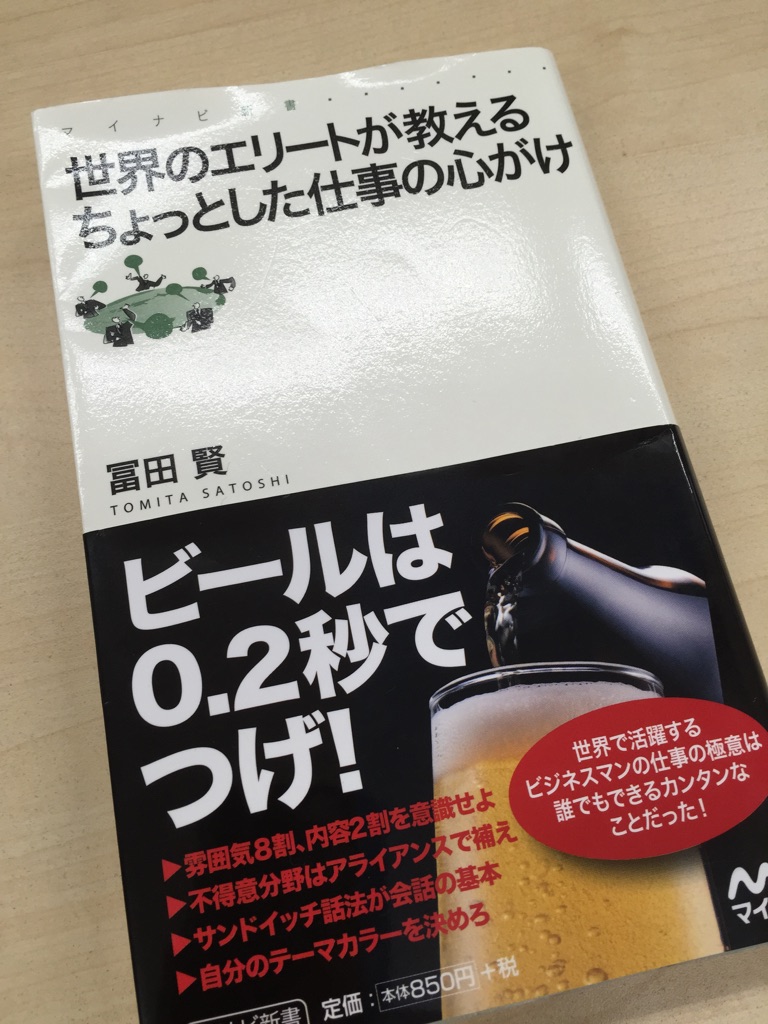 マイナビ新書
世界のエリートが教える
ちょっとした仕事の心がけ
冨田 賢
TOMITA SATOSHI
ビールは
0.2秒で
つげ!
世界で活躍する
ビジネスマンの仕事の極意は
誰でもできるカンタンな
ことだった!
▶雰囲気8割、内容2割を意識せよ
▶不得意分野はアライアンスで補え
▶サンドイッチ話法が会話の基本
▶自分のテーマカラーを決めろ
マイ
ナビ新書
定価:本体850円+税